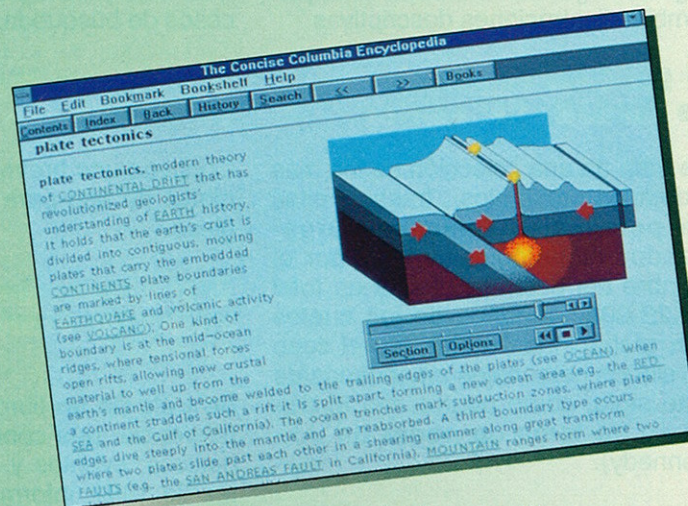 The Concise Columbia Encyclopedia
File Edit Bookmark Bookshelf Help
Contents Index Back History Search << >> Books
plate tectonics
plate tectonics, modern theory
of CONTINENTAL DRIFT that has
revolutionized geologists'
understanding of EARTH history.
It holds that the earth's crust is
divided into contiguous, moving
plates that carry the embedded
CONTINENTS. Plate boundaries
are marked by lines of
EARTHQUAKE and volcanic activity
(see VOLCANO). One kind of
boundary is at the mid-ocean
ridges, where tensional forces
open rifts, allowing new crustal
material to well up from the
earth's mantle and become welded to the trailing edges of the plates (see OCEAN). When
a continent straddles such a rift it is split apart, forming a new ocean area (e.g., the RED
SEA and the Gulf of California). The ocean trenches mark subduction zones, where plate
edges dive steeply into the mantle and are reabsorbed. A third boundary type occurs
where two plates slide past each other in a shearing manner along great transform
FAULTS (e.g., the SAN ANDREAS FAULT in California). MOUNTAIN ranges form where two
Section Options